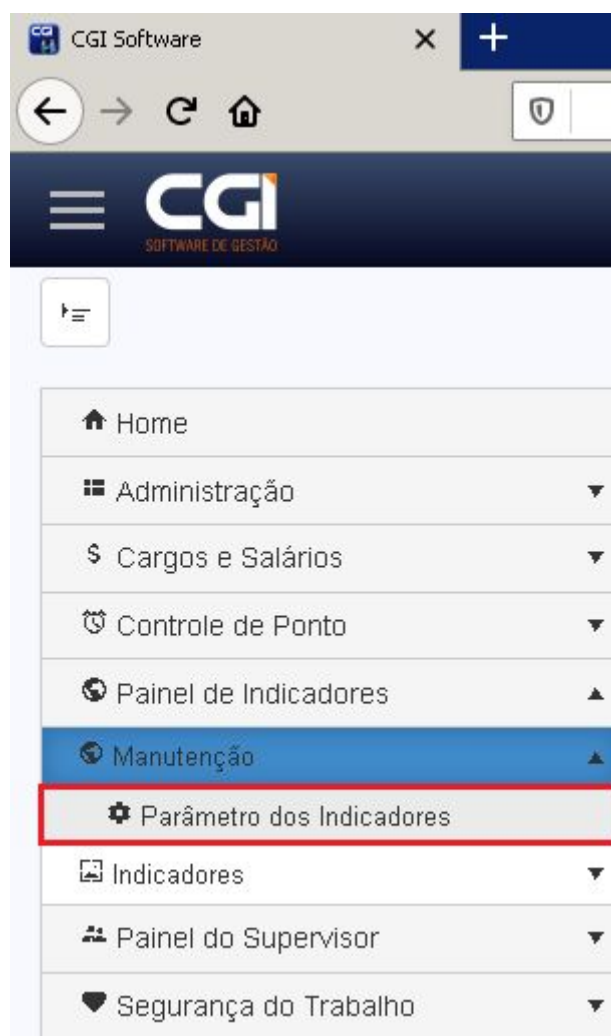 CGI Software
CGI
SOFTWARE DE GESTÃO
Home
Administração
Cargos e Salários
Controle de Ponto
Painel de Indicadores
Manutenção
Parâmetro dos Indicadores
Indicadores
Painel do Supervisor
Segurança do Trabalho